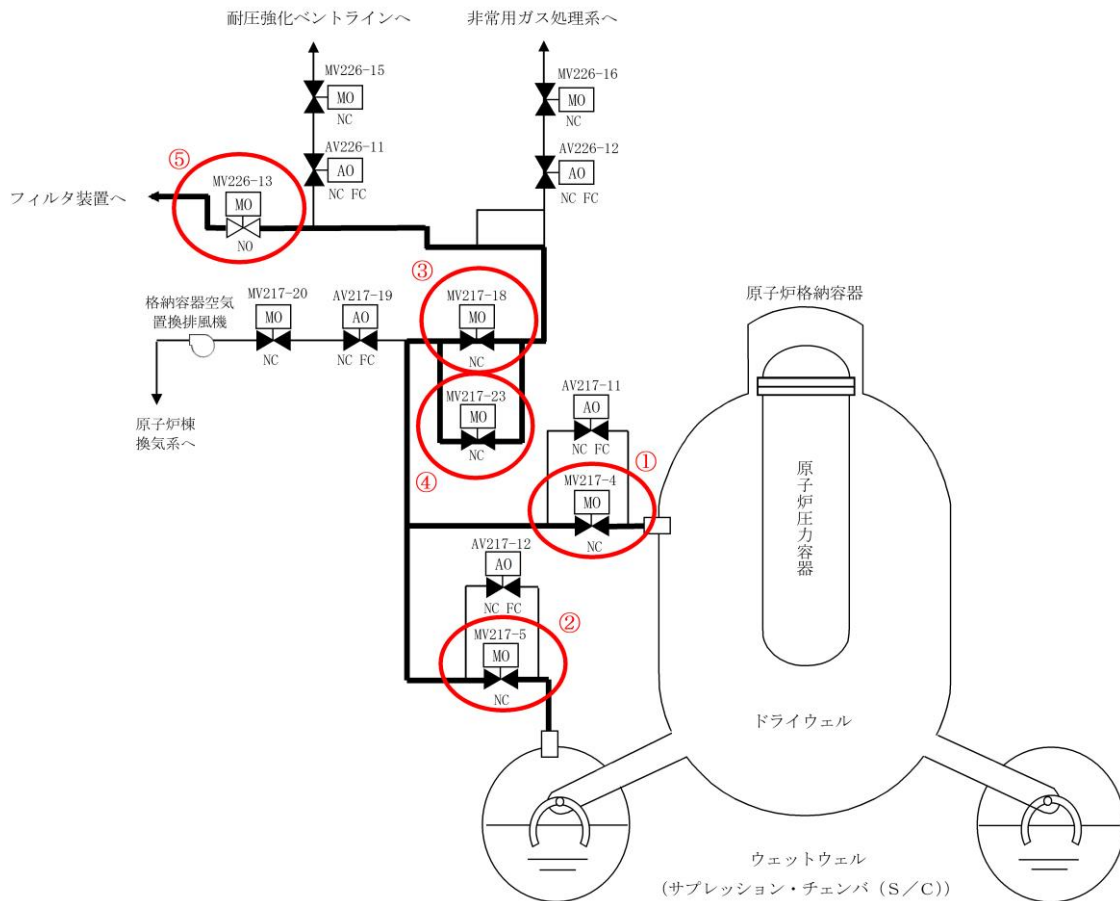 耐圧強化ベントラインへ
非常用ガス処理系へ
MV226-15
MO
NC
MV226-16
MO
NC
AV226-11
AO
NC FC
AV226-12
AO
NC FC
⑤
MV226-13
MO
NO
フィルタ装置へ
③
MV217-18
MO
NC
MV217-20
MO
NC
AV217-19
AO
NC FC
格納容器空気
置換排風機
原子炉棟
換気系へ
MV217-23
MO
NC
④
原子炉格納容器
AV217-11
AO
NC FC
①
MV217-4
MO
NC
原子炉圧力容器
AV217-12
AO
NC FC
②
MV217-5
MO
NC
ドライウェル
ウェットウェル
(サプレッション・チェンバ(S/C))